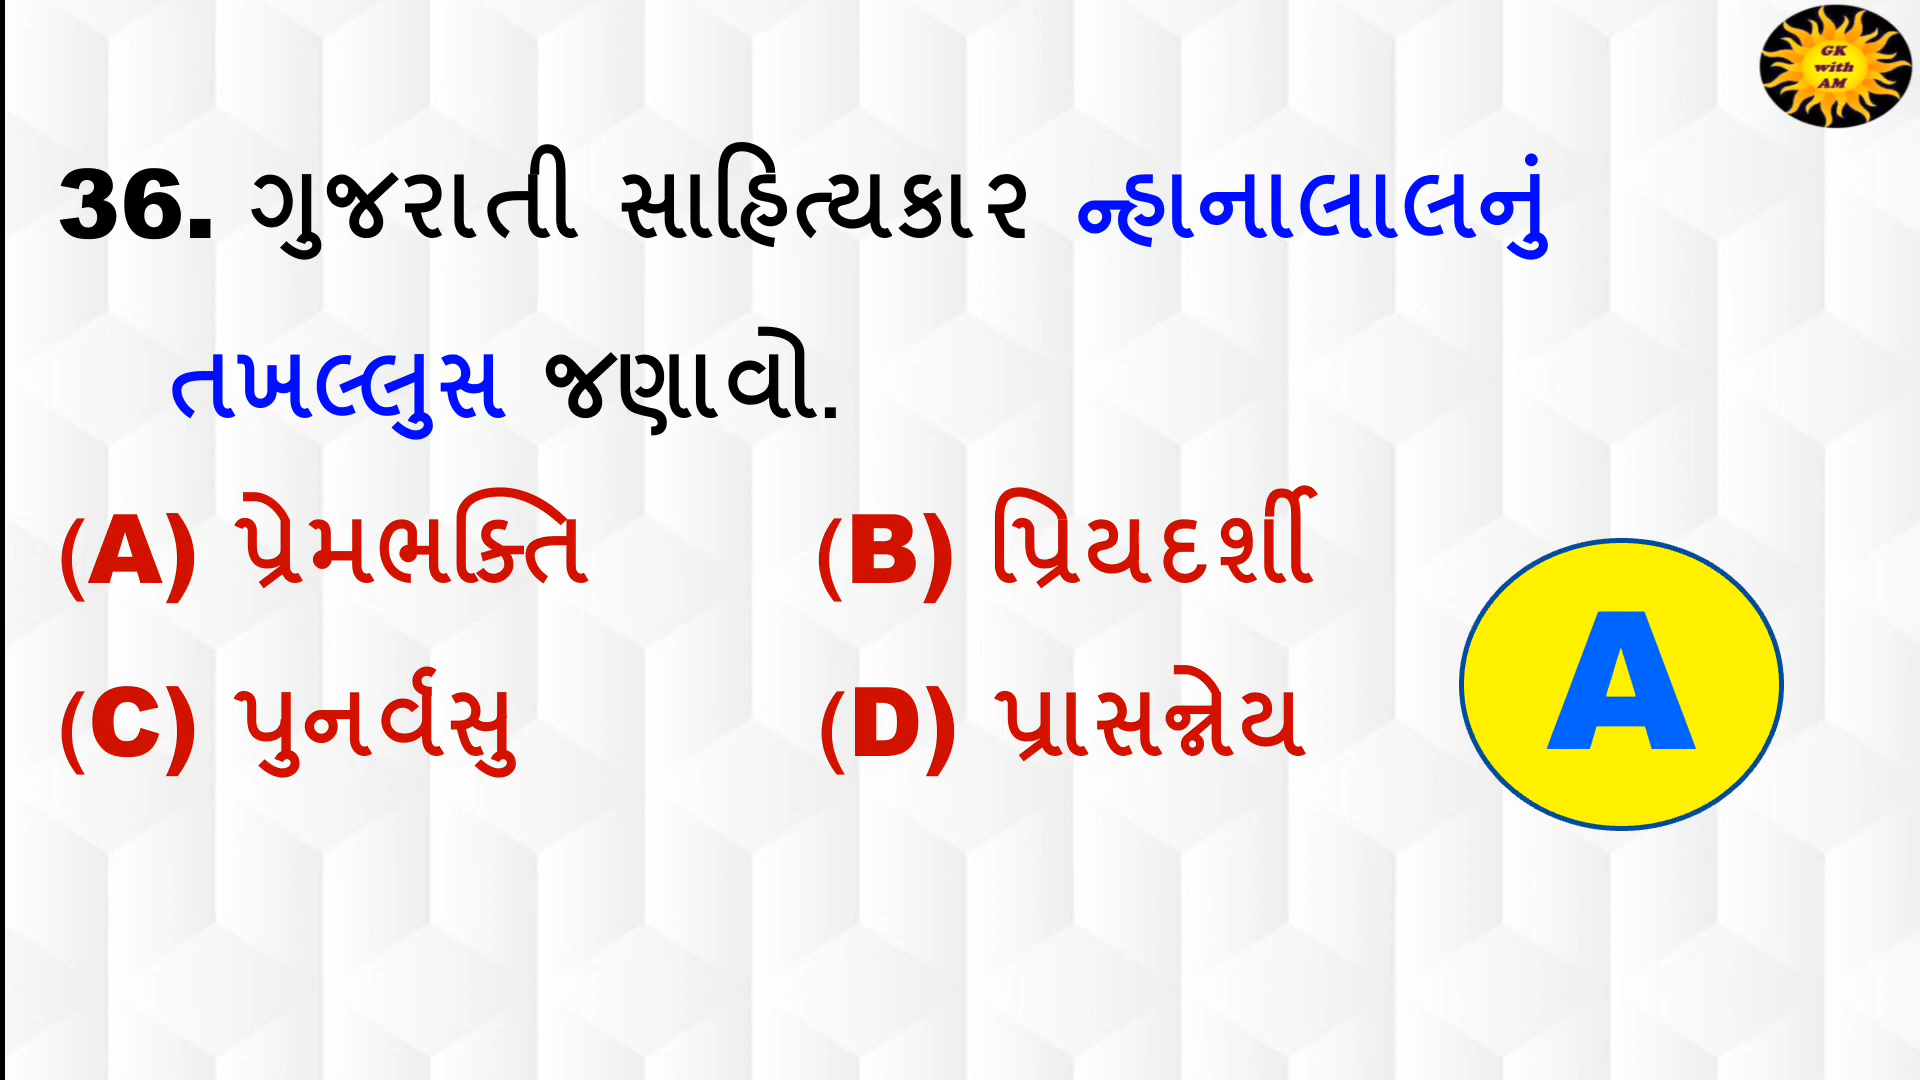 GK
with
AM
36. ગુજરાતી સાહિત્યકાર ન્હાનાલાલનું
તખલ્લુસ જણાવો.
(A) પ્રેમભક્તિ (B) પ્રિયદર્શી
(C) પુનર્વસુ (D) પ્રાસન્નેય
A